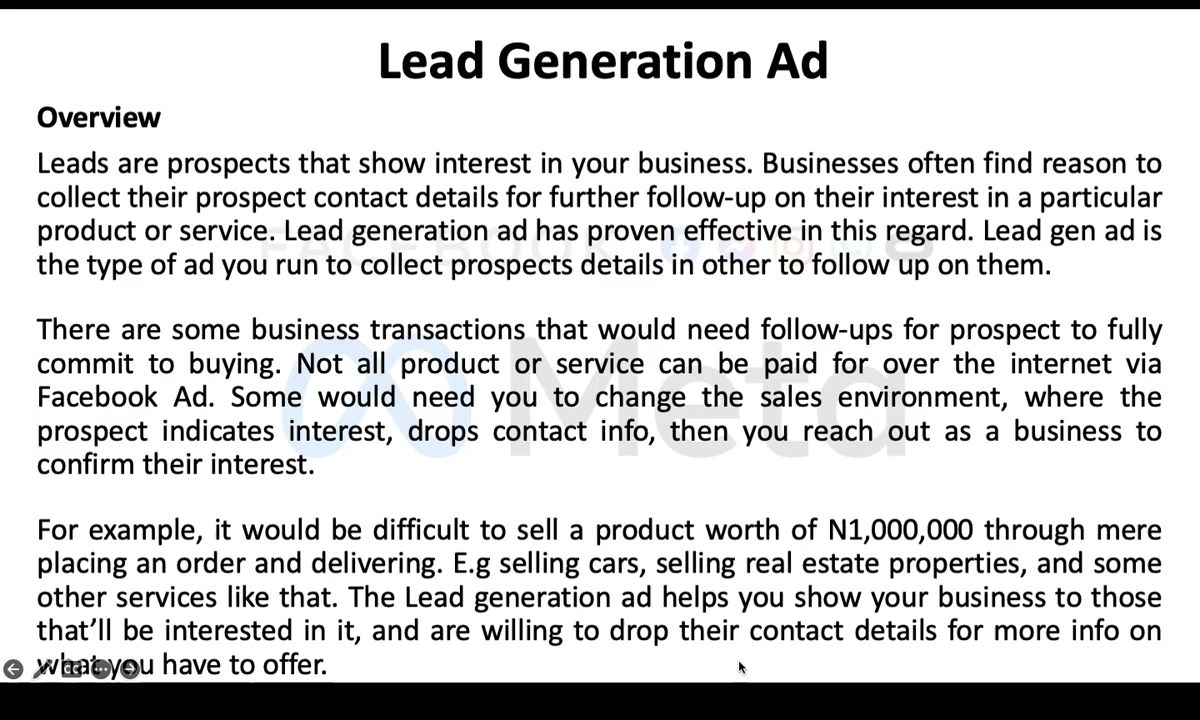 Lead Generation Ad
Overview
Leads are prospects that show interest in your business. Businesses often find reason to
collect their prospect contact details for further follow-up on their interest in a particular
product or service. Lead generation ad has proven effective in this regard. Lead gen ad is
the type of ad you run to collect prospects details in other to follow up on them.
There are some business transactions that would need follow-ups for prospect to fully
commit to buying. Not all product or service can be paid for over the internet via
Facebook Ad. Some would need you to change the sales environment, where the
prospect indicates interest, drops contact info, then you reach out as a business to
confirm their interest.
For example, it would be difficult to sell a product worth of N1,000,000 through mere
placing an order and delivering. E.g selling cars, selling real estate properties, and some
other services like that. The Lead generation ad helps you show your business to those
that’ll be interested in it, and are willing to drop their contact details for more info on
what you have to offer.
FACEBOOK
Meta